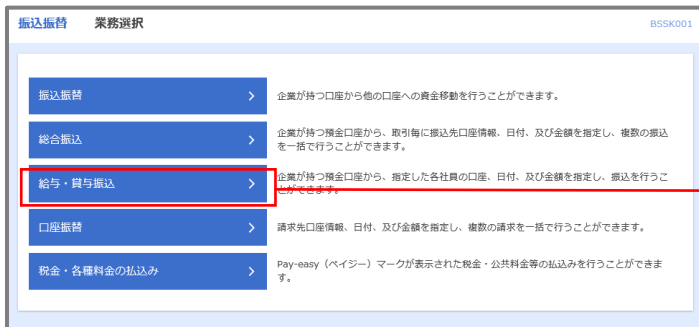 振込振替 業務選択 BSSK001
振込振替 企業が持つ口座から他の口座への資金移動を行うことができます。
総合振込 企業が持つ預金口座から、取引毎に振込先口座情報、日付、及び金額を指定し、複数の振込
を一括で行うことができます。
給与・賞与振込 企業が持つ預金口座から、指定した各社員の口座、日付、及び金額を指定し、振込を行うこ
とができます。
口座振替 請求先口座情報、日付、及び金額を指定し、複数の請求を一括で行うことができます。
税金・各種料金の払込み Pay-easy（ペイジー）マークが表示された税金・公共料金等の払込みを行うことができま
す。